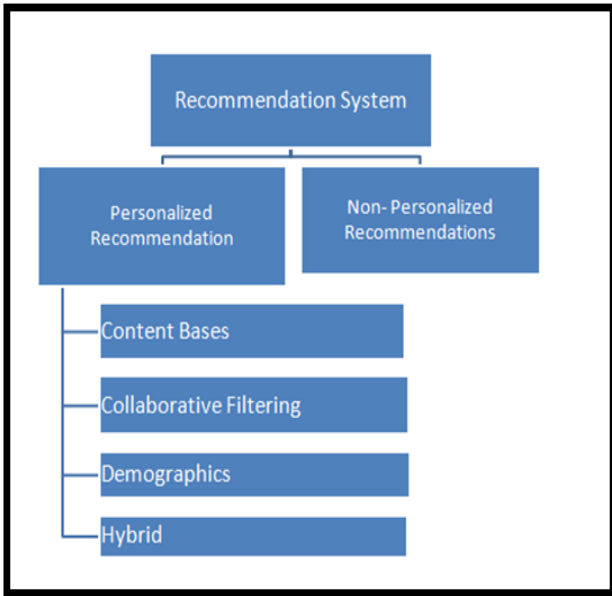 Recommendation System
Personalized
Recommendation
Non- Personalized
Recommendations
Content Bases
Collaborative Filtering
Demographics
Hybrid